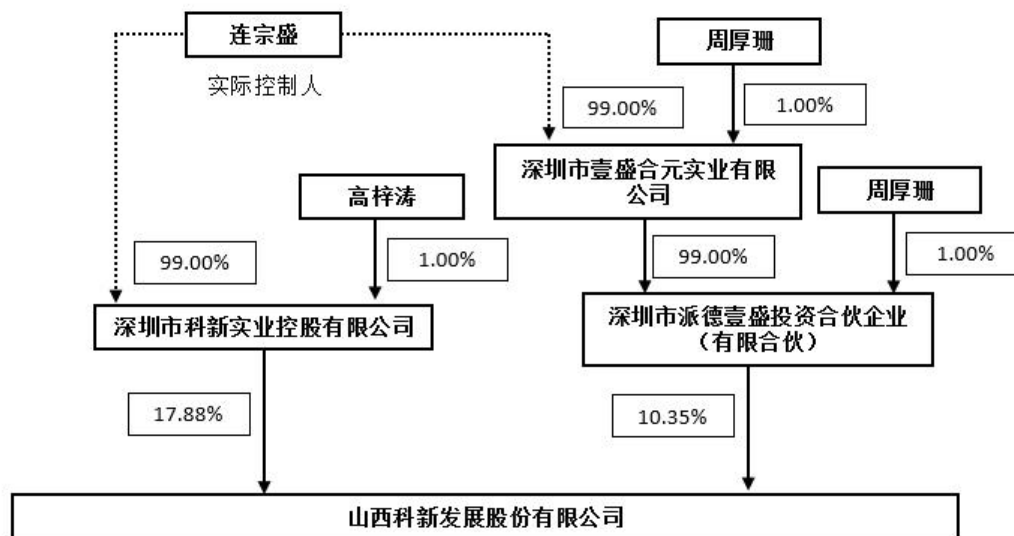 连宗盛
周厚珊
实际控制人
99.00%
1.00%
深圳市壹盛合元实业有限
公司
高梓涛
周厚珊
99.00%
1.00%
99.00%
1.00%
深圳市科新实业控股有限公司
深圳市派德壹盛投资合伙企业
（有限合伙）
17.88%
10.35%
山西科新发展股份有限公司